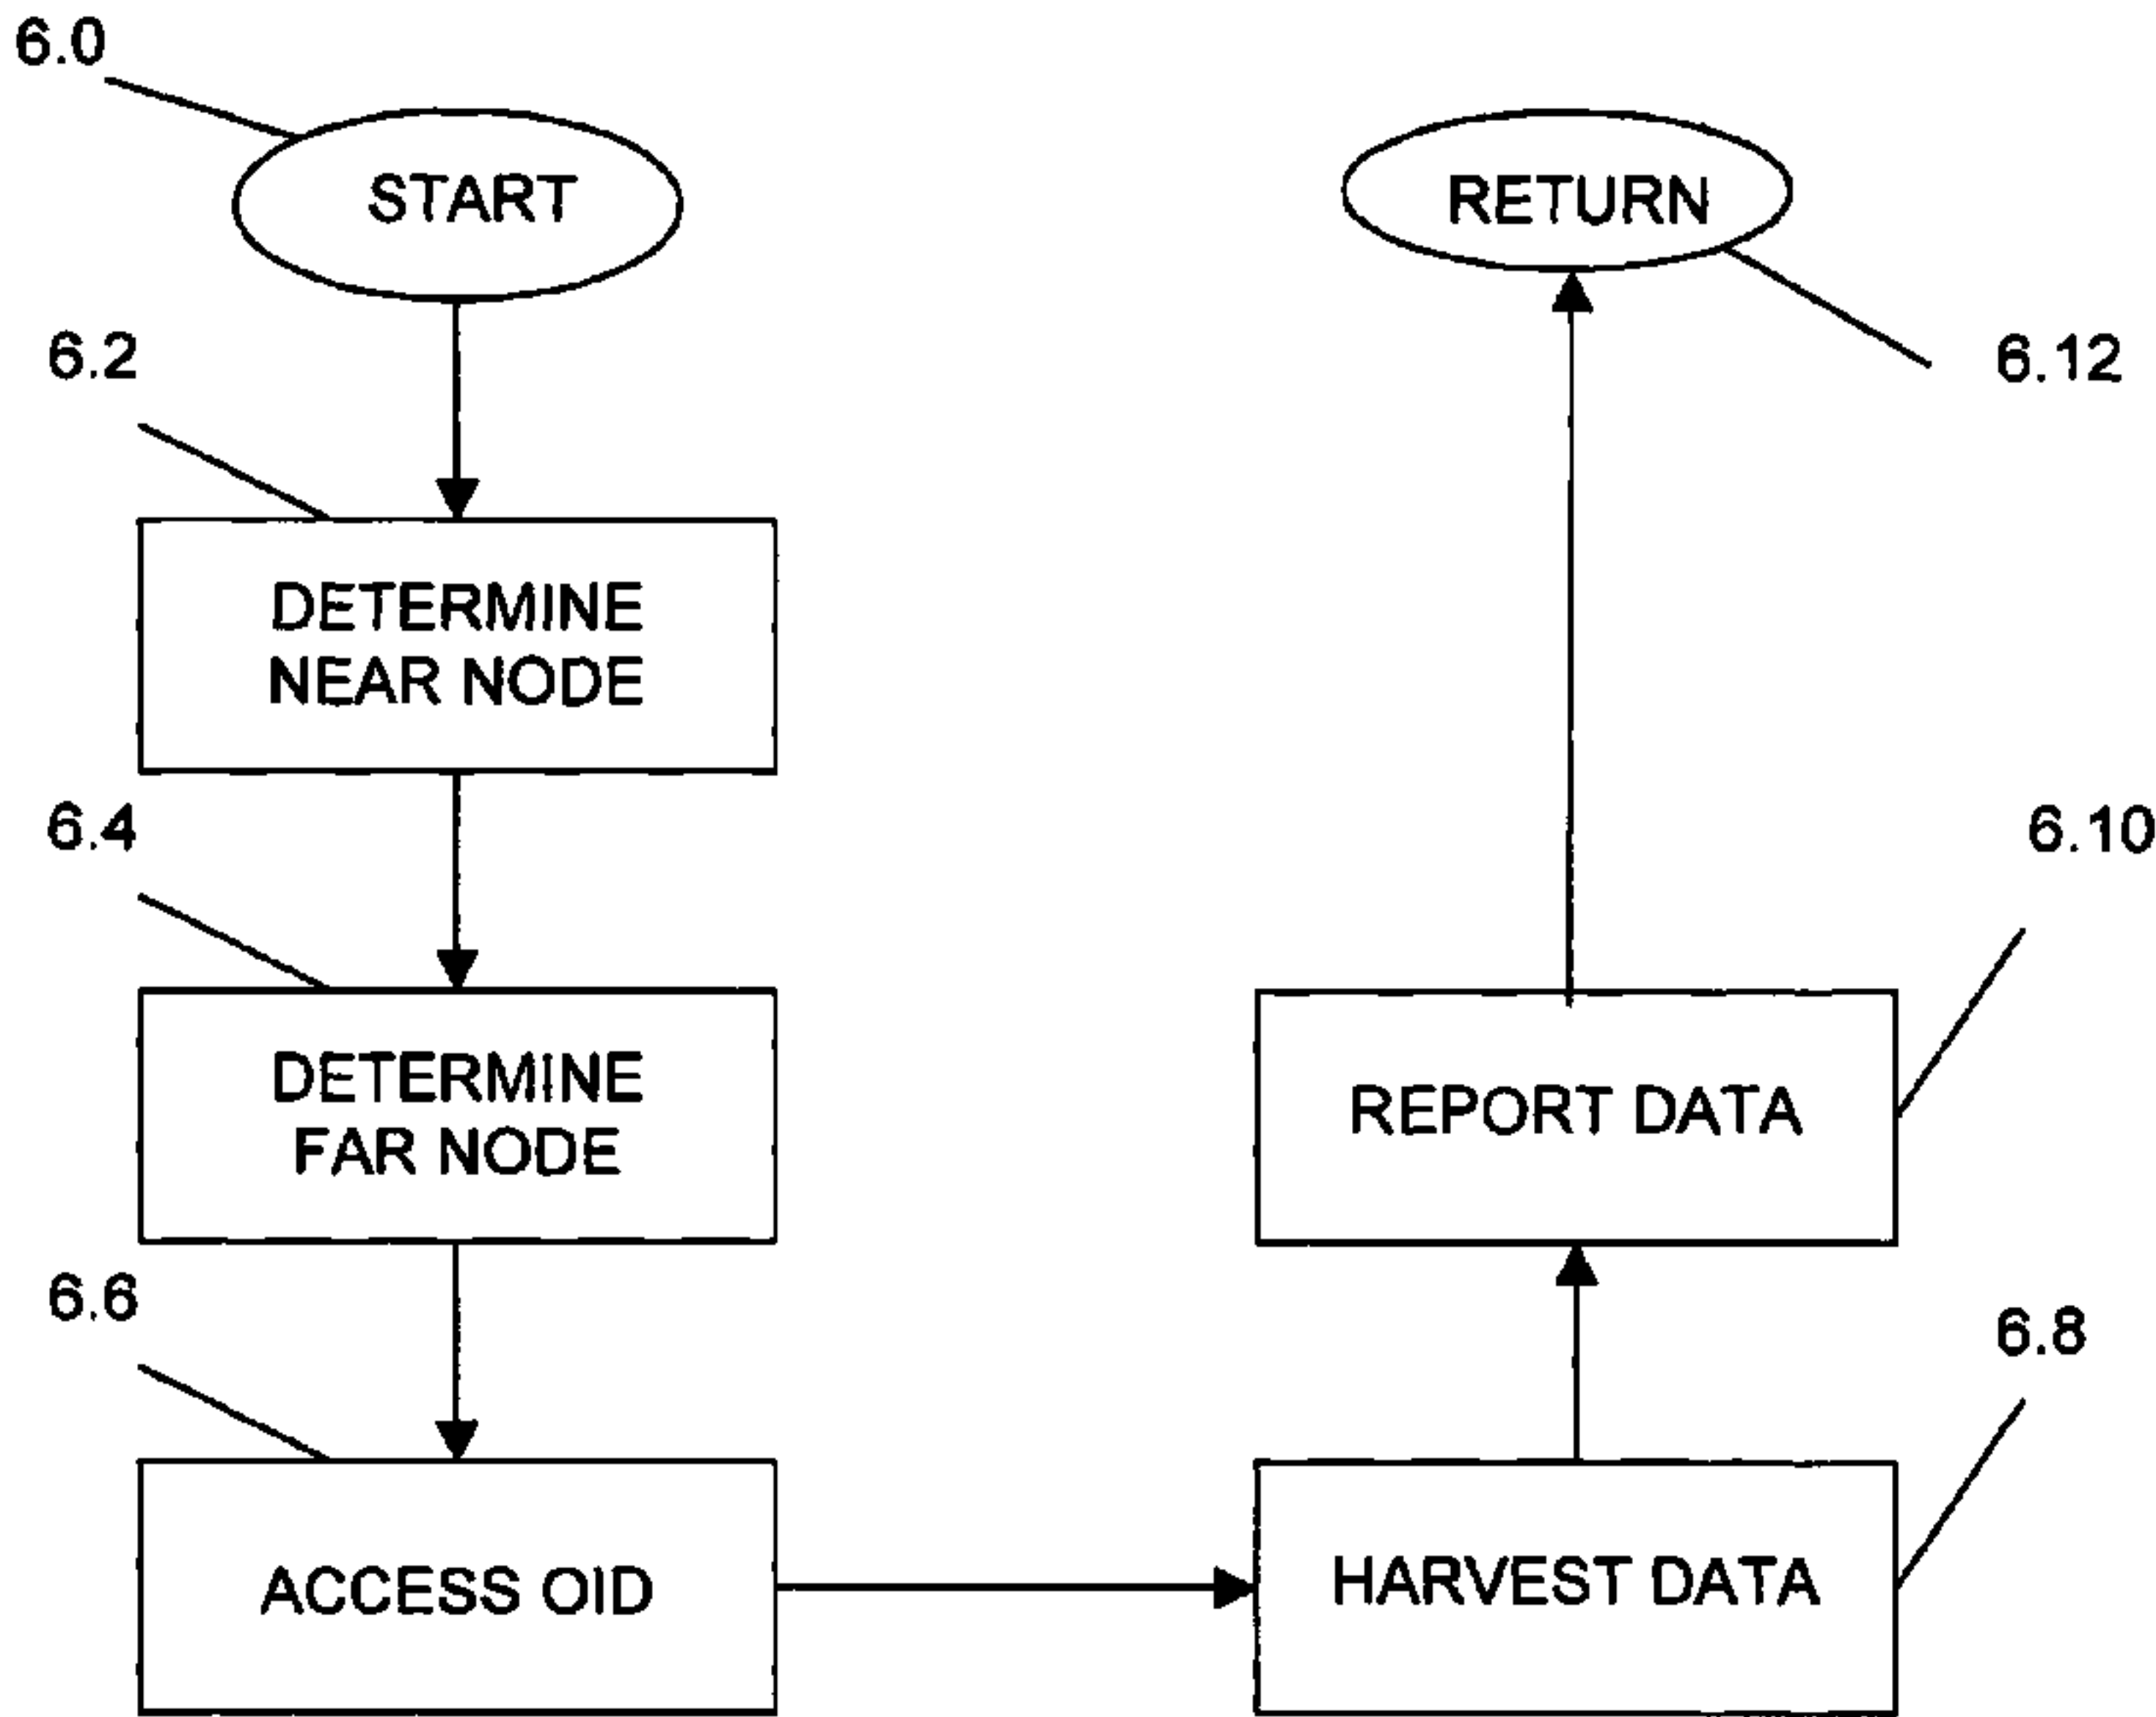 6.0
START
6.2
DETERMINE
NEAR NODE
6.4
DETERMINE
FAR NODE
6.6
ACCESS OID
HARVEST DATA
6.8
REPORT DATA
6.10
RETURN
6.12